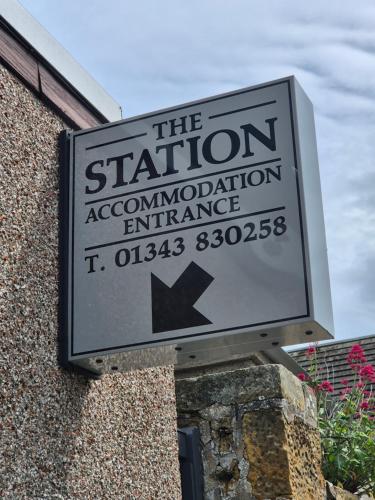 THE
STATION
ACCOMMODATION
ENTRANCE
T. 01343 830258